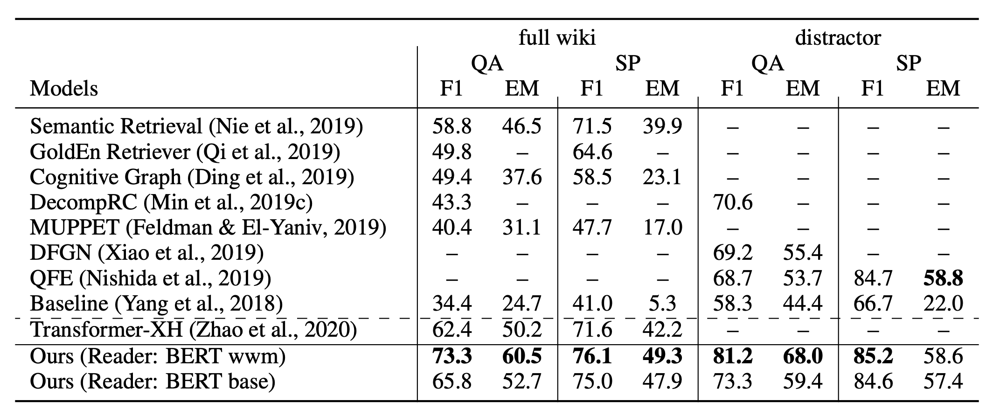 full wiki distractor
QA SP QA SP
Models F1 EM F1 EM F1 EM F1 EM
Semantic Retrieval (Nie et al., 2019) 58.8 46.5 71.5 39.9 – – – –
GoldEn Retriever (Qi et al., 2019) 49.8 – 64.6 – – – – –
Cognitive Graph (Ding et al., 2019) 49.4 37.6 58.5 23.1 – – – –
DecompRC (Min et al., 2019c) 43.3 – – – 70.6 – – –
MUPPET (Feldman & El-Yaniv, 2019) 40.4 31.1 47.7 17.0 – – – –
DFGN (Xiao et al., 2019) – – – – 69.2 55.4 – –
QFE (Nishida et al., 2019) – – – – 68.7 53.7 84.7 58.8
Baseline (Yang et al., 2018) 34.4 24.7 41.0 5.3 58.3 44.4 66.7 22.0
Transformer-XH (Zhao et al., 2020) 62.4 50.2 71.6 42.2 – – – –
Ours (Reader: BERT wwm) 73.3 60.5 76.1 49.3 81.2 68.0 85.2 58.6
Ours (Reader: BERT base) 65.8 52.7 75.0 47.9 73.3 59.4 84.6 57.4